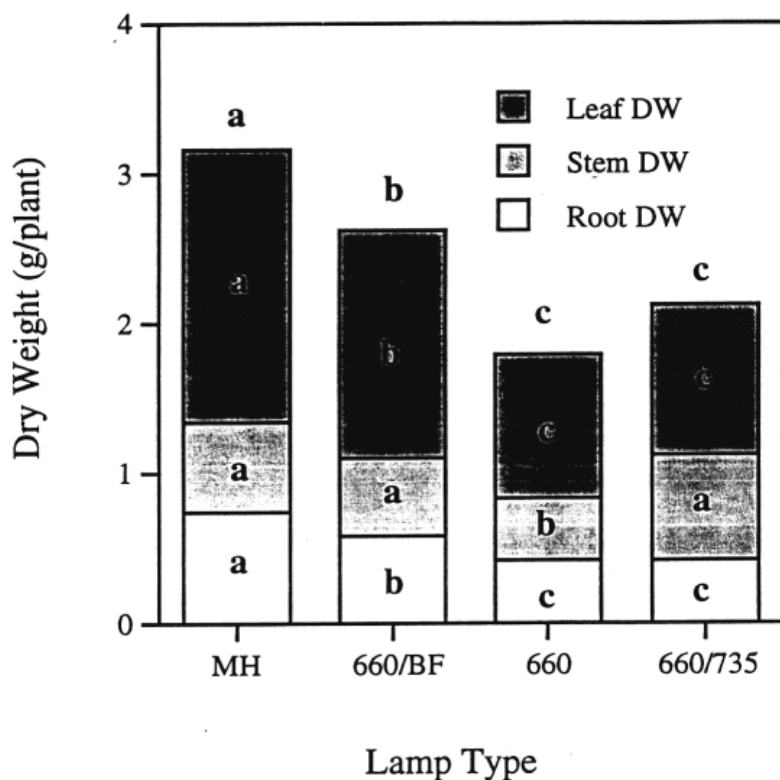 4
a
Leaf DW
3
b
Stem DW
Root DW
c
c
a
2
b
c
c
a
a
a
1
b
a
b
c
c
0
MH 660/BF 660 660/735
Dry Weight (g/plant)
Lamp Type